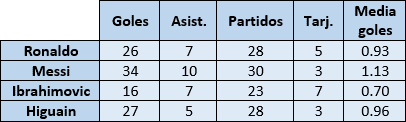 Goles Asist. Partidos Tarj. Media goles
Ronaldo 26 7 28 5 0.93
Messi 34 10 30 3 1.13
Ibrahimovic 16 7 23 7 0.70
Higuain 27 5 28 3 0.96